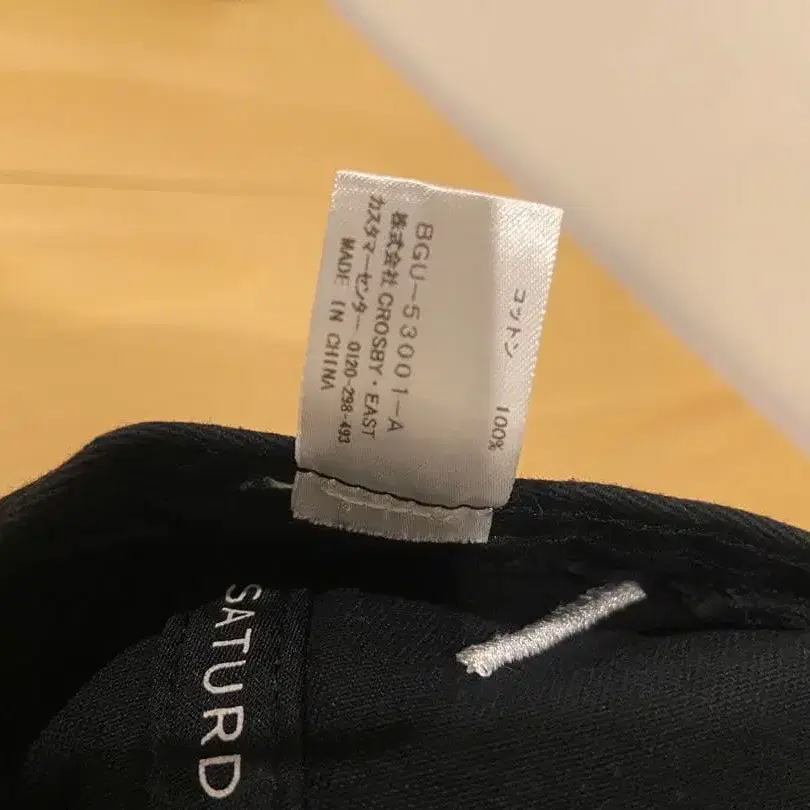 コットン 100%
BGU-53001-A
株式会社 CROSBY・EAST
カスタマーセンター 0120-298-493
MADE IN CHINA
SATURD